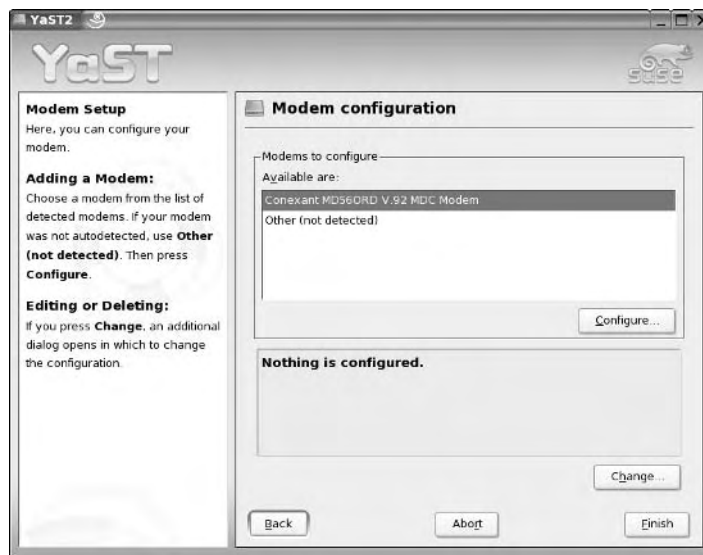 YaST2
YaST
SUSE
Modem Setup
Here, you can configure your
modem.
Adding a Modem:
Choose a modem from the list of
detected modems. If your modem
was not autodetected, use Other
(not detected). Then press
Configure.
Editing or Deleting:
If you press Change, an additional
dialog opens in which to change
the configuration.
Modem configuration
Modems to configure
Available are:
Conexant MD560RD V.92 MDC Modem
Other (not detected)
Configure...
Nothing is configured.
Change...
Back
Abort
Finish